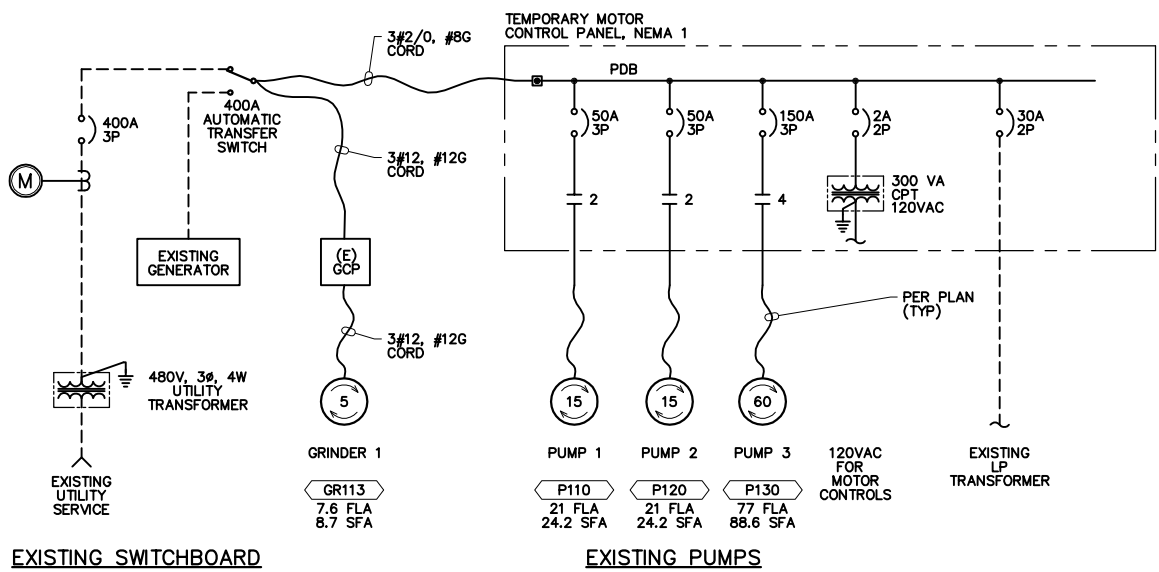 TEMPORARY MOTOR
CONTROL PANEL, NEMA 1
3#2/0, #8G
CORD
PDB
400A
3P
400A
AUTOMATIC
TRANSFER
SWITCH
50A
3P
50A
3P
150A
3P
2A
2P
30A
2P
3#12, #12G
CORD
M
2
2
4
300 VA
CPT
120VAC
EXISTING
GENERATOR
(E)
GCP
PER PLAN
(TYP)
3#12, #12G
CORD
480V, 3ø, 4W
UTILITY
TRANSFORMER
5
15
15
60
EXISTING
UTILITY
SERVICE
GRINDER 1
PUMP 1
PUMP 2
PUMP 3
120VAC
FOR
MOTOR
CONTROLS
EXISTING
LP
TRANSFORMER
GR113
7.6 FLA
8.7 SFA
P110
21 FLA
24.2 SFA
P120
21 FLA
24.2 SFA
P130
77 FLA
88.6 SFA
EXISTING SWITCHBOARD
EXISTING PUMPS